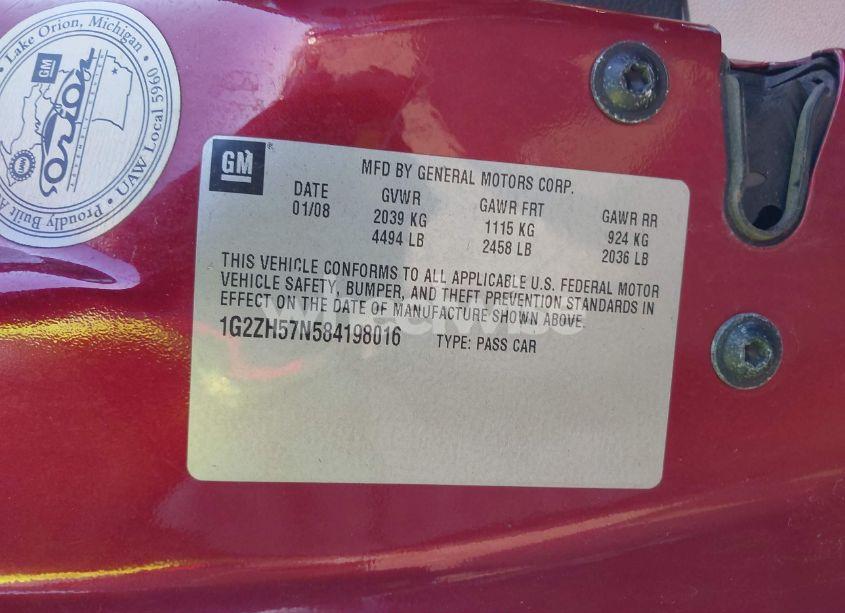 Lake Orion, Michigan
GM
Orion
UAW Local 5960
Proudly Built
GM
MFD BY GENERAL MOTORS CORP.
DATE GVWR GAWR FRT GAWR RR
01/08 2039 KG 1115 KG 924 KG
4494 LB 2458 LB 2036 LB
THIS VEHICLE CONFORMS TO ALL APPLICABLE U.S. FEDERAL MOTOR
VEHICLE SAFETY, BUMPER, AND THEFT PREVENTION STANDARDS IN
EFFECT ON THE DATE OF MANUFACTURE SHOWN ABOVE.
1G2ZH57N584198016 TYPE: PASS CAR